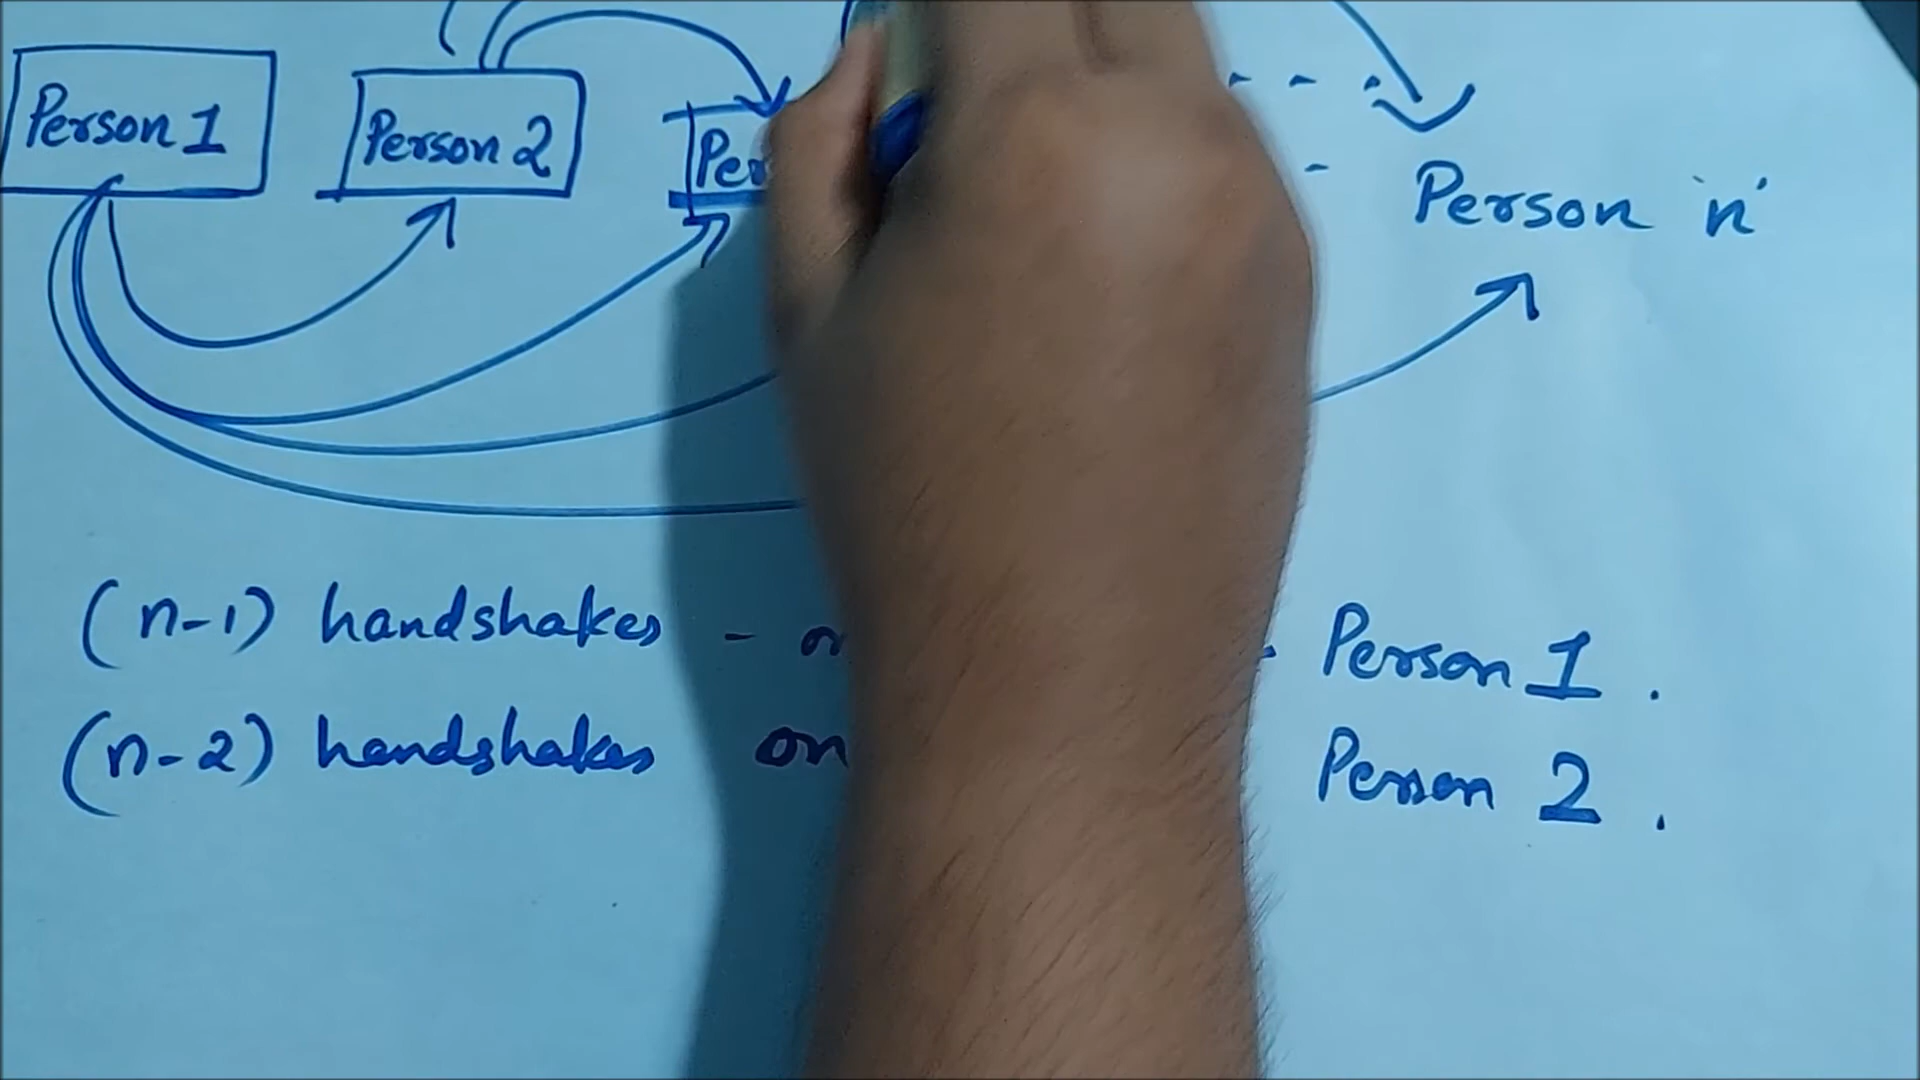 Person 1 Person 2 Person 'n'
(n-1) handshakes - Person 1.
(n-2) handshakes on Person 2.